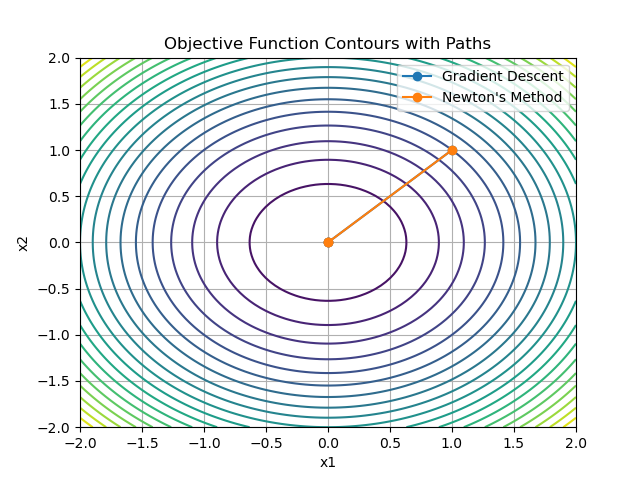 Objective Function Contours with Paths
Gradient Descent
Newton's Method
2.0
1.5
1.0
0.5
0.0
−0.5
−1.0
−1.5
−2.0
x2
−2.0 −1.5 −1.0 −0.5 0.0 0.5 1.0 1.5 2.0
x1